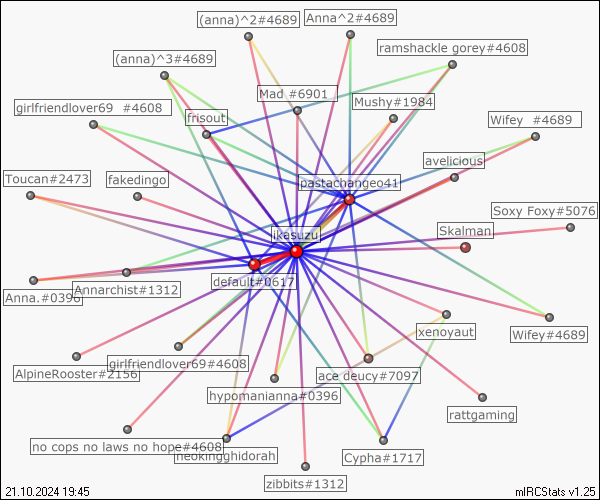 (anna)^2#4689
Anna^2#4689
ramshackle gorey#4608
(anna)^3#4689
Mad #6901
Mushy#1984
girlfriendlover69 #4608
frisout
Wifey #4689
avelicious
Toucan#2473
fakedingo
pastachangeo41
Soxy Foxy#5076
ikasuzu
Skalman
default#0617
Anna.#0396
Annarchist#1312
Wifey#4689
xenoyaut
AlpineRooster#2156
girlfriendlover69#4608
ace deucy#7097
hypomanianna#0396
rattgaming
no cops no laws no hope#4608
neokingghidorah
Cypha#1717
zibbits#1312
21.10.2024 19:45
mIRCStats v1.25